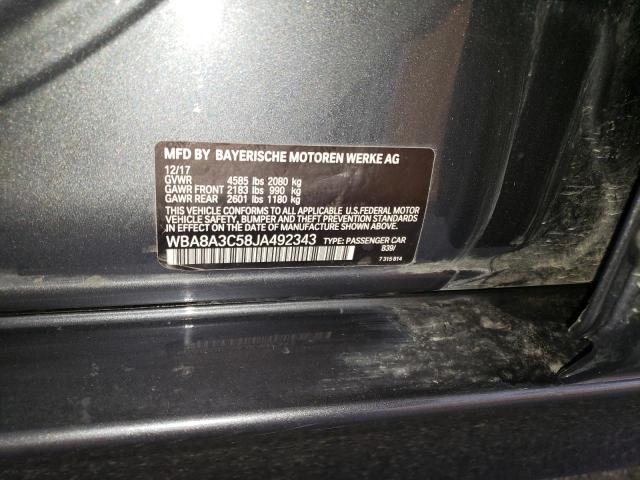 MFD BY BAYERISCHE MOTOREN WERKE AG
12/17
GVWR 4585 lbs 2080 kg
GAWR FRONT 2183 lbs 990 kg
GAWR REAR 2601 lbs 1180 kg
THIS VEHICLE CONFORMS TO ALL APPLICABLE U.S.FEDERAL MOTOR
VEHICLE SAFETY, BUMPER AND THEFT PREVENTION STANDARDS
IN EFFECT ON THE DATE OF MANUFACTURE SHOWN ABOVE.
WBA8A3C58JA492343 TYPE: PASSENGER CAR
B39/
7 315 814